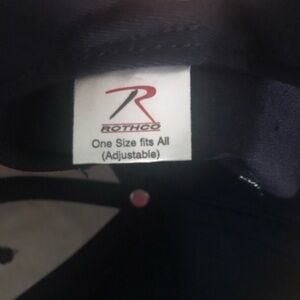 R
ROTHCO
One Size fits All
(Adjustable)